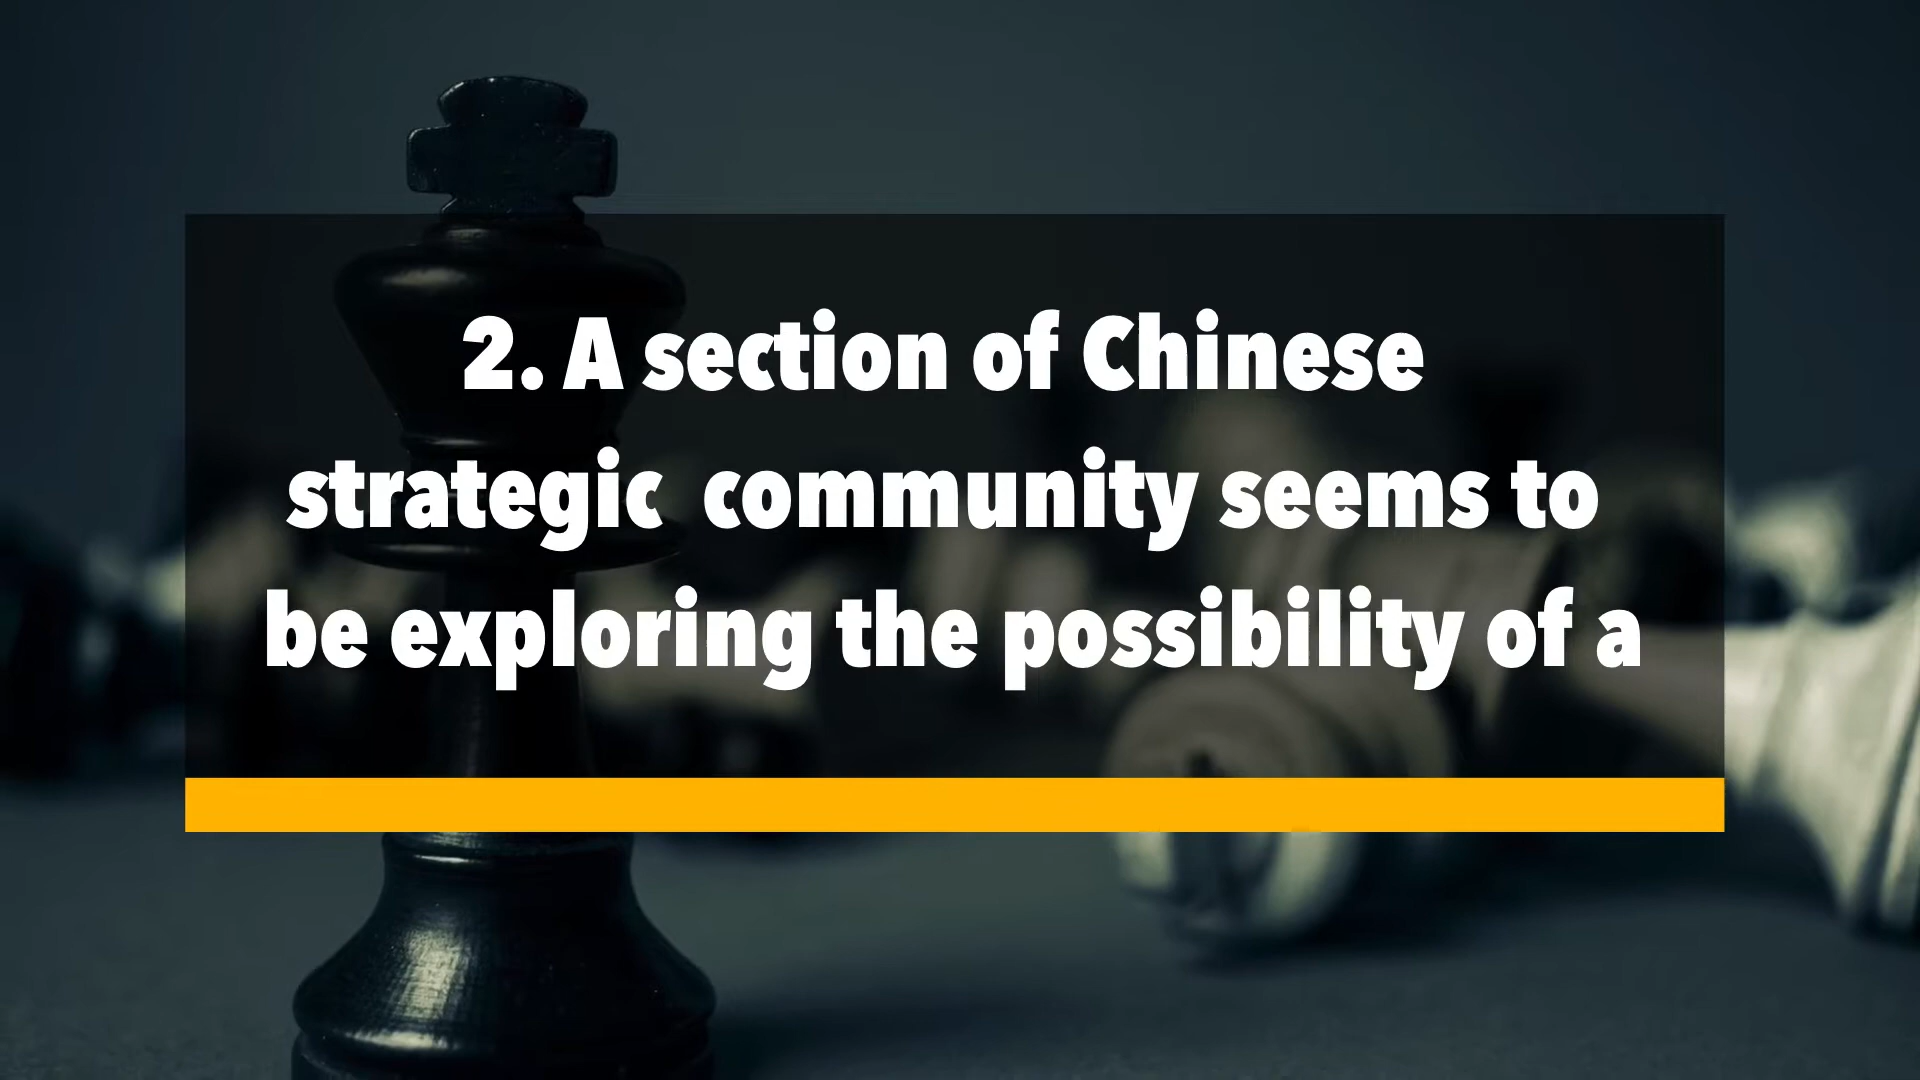 2. A section of Chinese
strategic  community seems to
be exploring the possibility of a